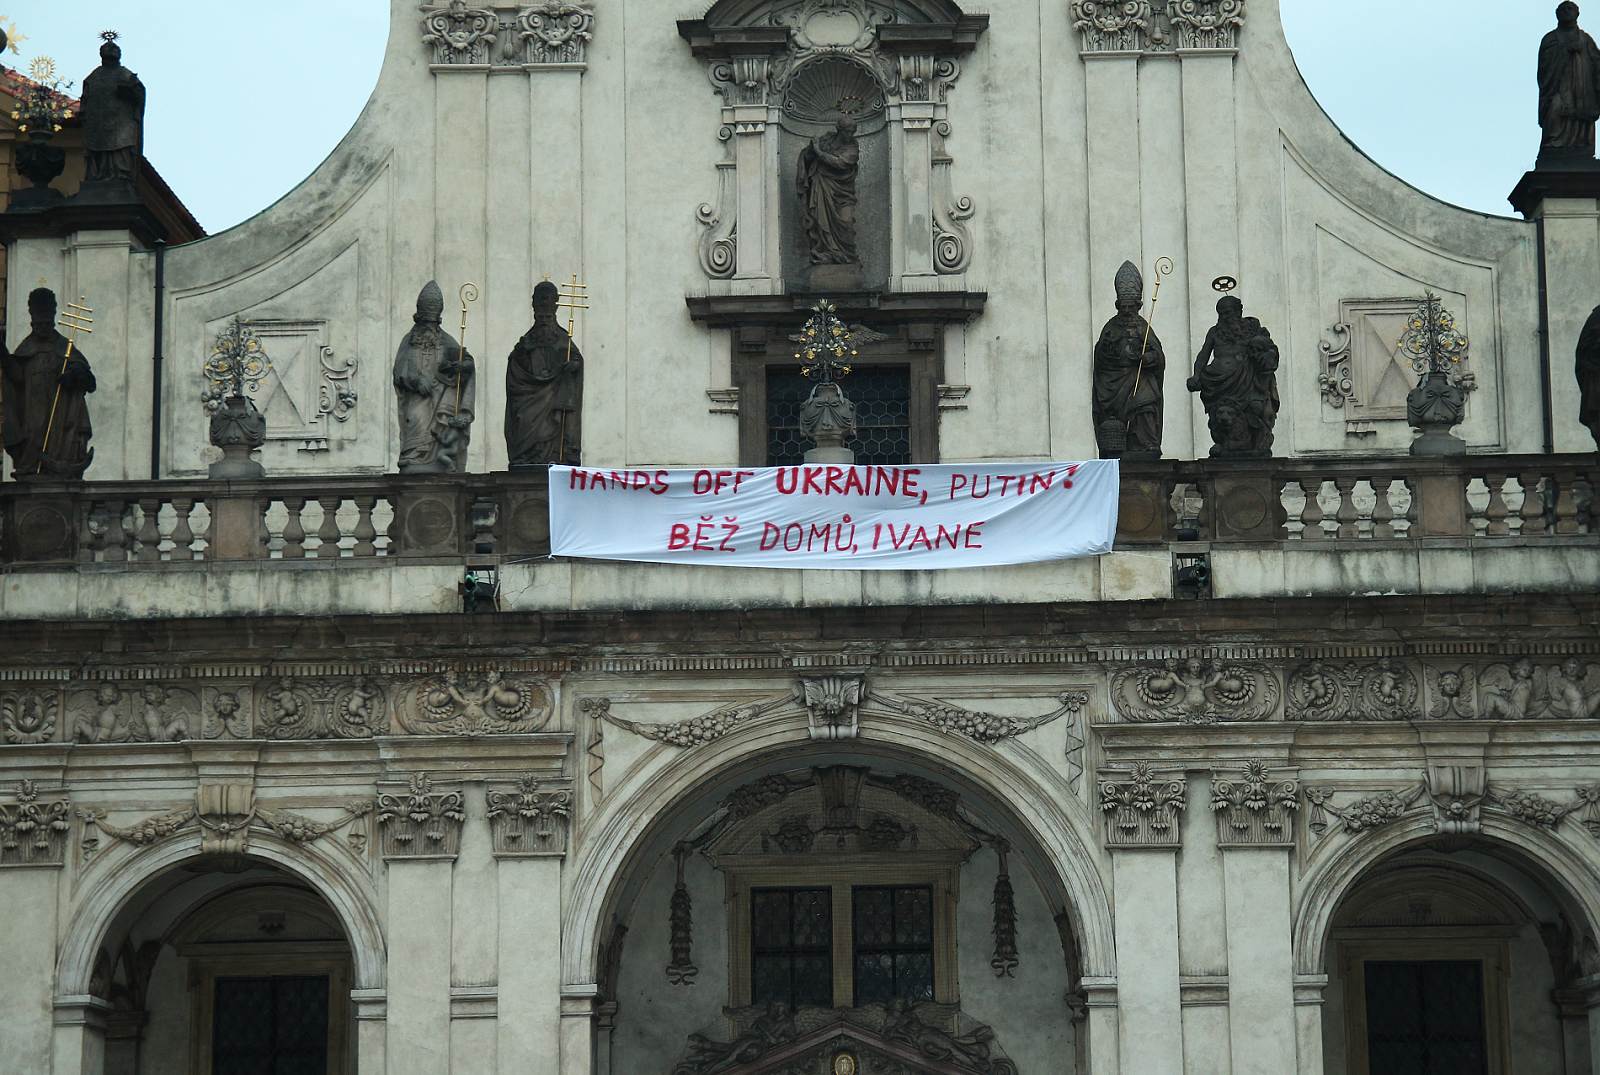 HANDS OFF UKRAINE, PUTIN!
BĚŽ DOMŮ, IVANE